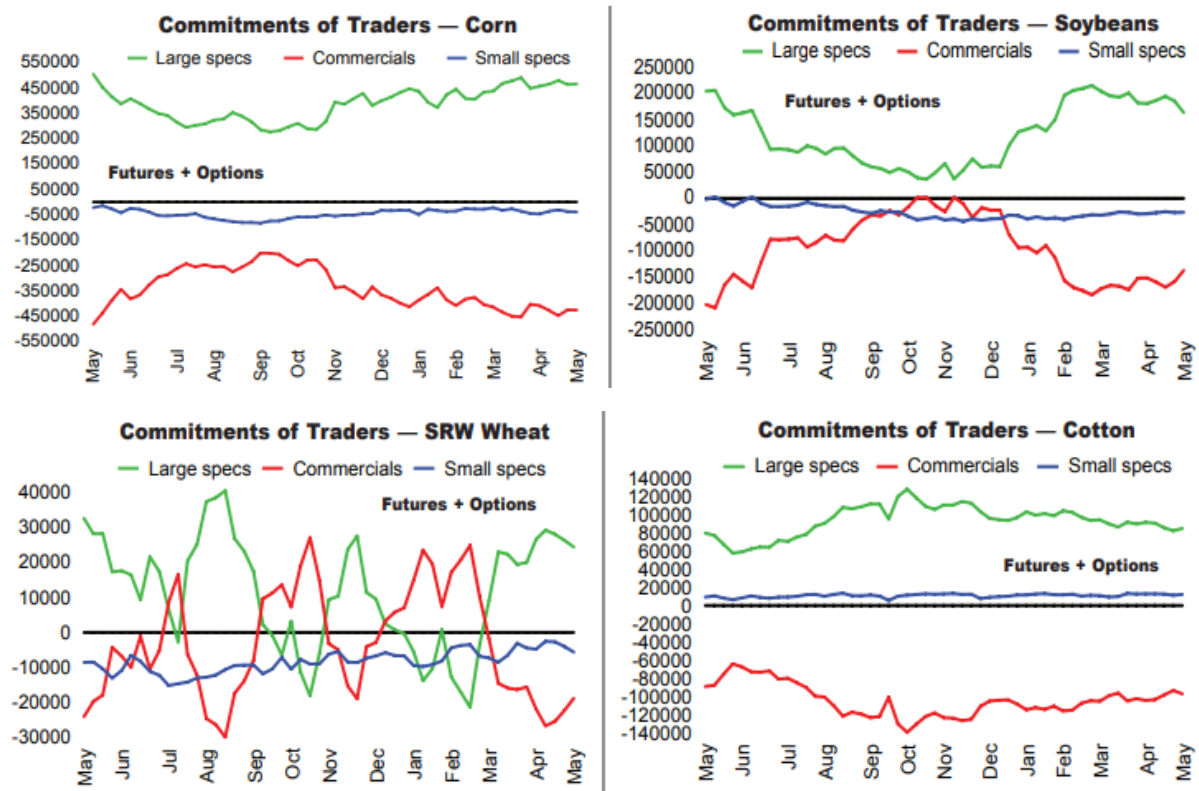 Commitments of Traders — Corn
Large specs Commercials Small specs
550000
450000
350000
250000
150000
50000
-50000
-150000
-250000
-350000
-450000
-550000
Futures + Options
May Jun Jul Aug Sep Oct Nov Dec Jan Feb Mar Apr May
Commitments of Traders — Soybeans
Large specs Commercials Small specs
250000
200000
150000
100000
50000
0
-50000
-100000
-150000
-200000
-250000
Futures + Options
May Jun Jul Aug Sep Oct Nov Dec Jan Feb Mar Apr May
Commitments of Traders — SRW Wheat
Large specs Commercials Small specs
40000
30000
20000
10000
0
-10000
-20000
-30000
Futures + Options
May Jun Jul Aug Sep Oct Nov Dec Jan Feb Mar Apr May
Commitments of Traders — Cotton
Large specs Commercials Small specs
140000
120000
100000
80000
60000
40000
20000
0
-20000
-40000
-60000
-80000
-100000
-120000
-140000
Futures + Options
May Jun Jul Aug Sep Oct Nov Dec Jan Feb Mar Apr May